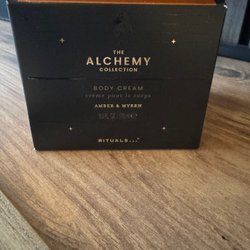 THE
ALCHEMY
COLLECTION
BODY CREAM
crème pour le corps
AMBER & MYRRH
RITUALS...